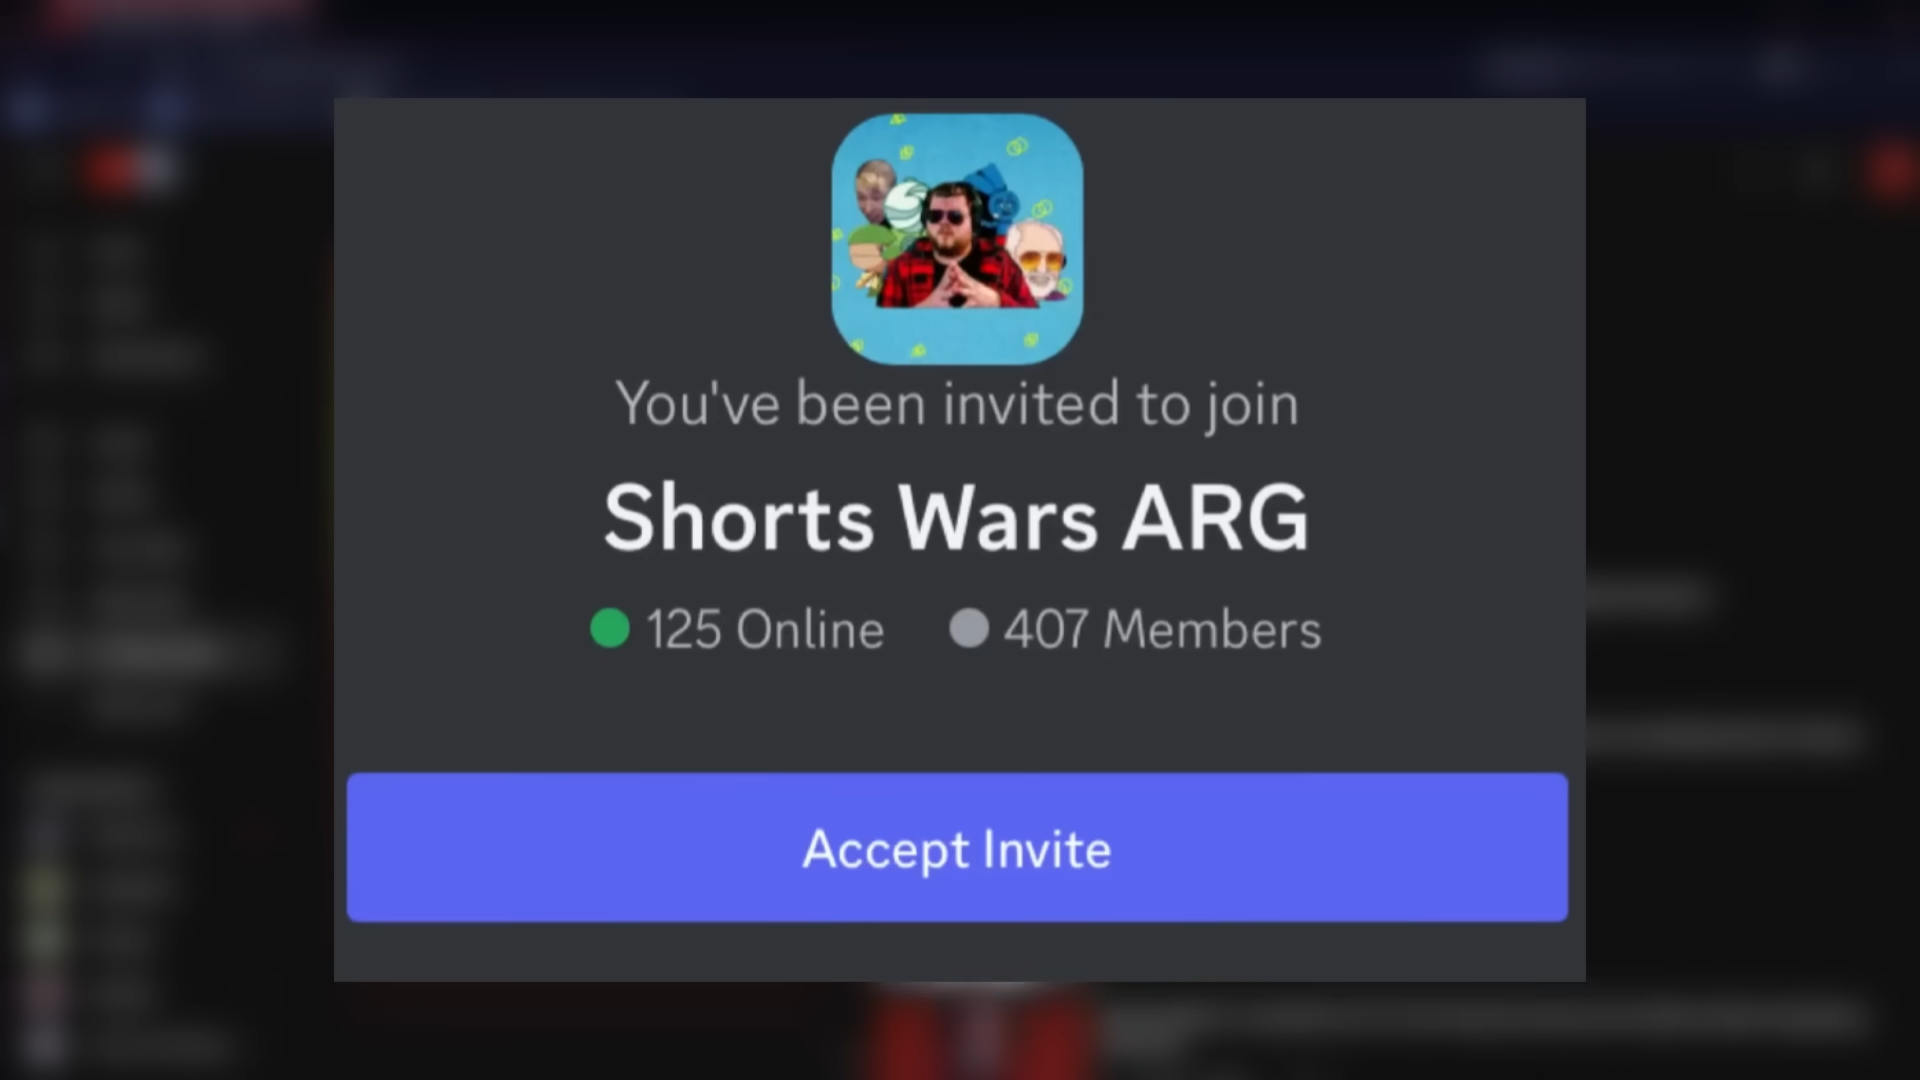 You've been invited to join
Shorts Wars ARG
125 Online 407 Members
Accept Invite